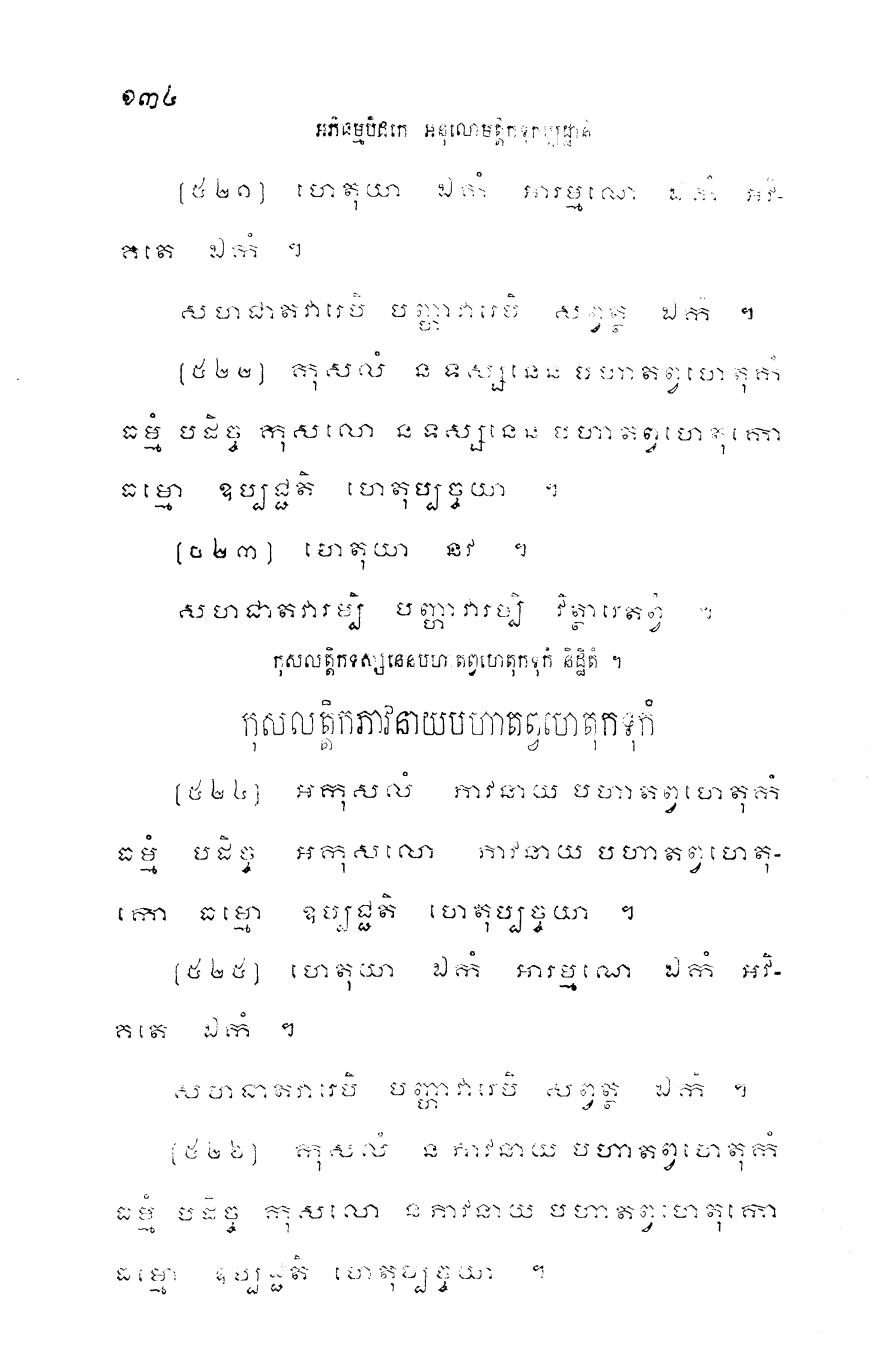 ១៣៤
អភិធម្មបិដកេ អនុលោមត្តិកទុកប្បដ្ឋានំ
[៥២១] ហេតុយា ឯកំ អារម្មណេ ឯកំ អវិ-
គតេ ឯកំ ។
សហជាតវារេបិ បញ្ហាវារេបិ សព្វត្ថ ឯកំ ។
[៥២២] កុសលំ ន ទស្សនេន បហាតព្វហេតុកំ
ធម្មំ បដិច្ច កុសលោ ន ទស្សនេន បហាតព្វហេតុកោ
ធម្មោ ឧប្បជ្ជតិ ហេតុប្បច្ចយា ។
[៥២៣] ហេតុយា នវ ។
សហជាតវារម្បិ បញ្ហាវារម្បិ វិត្ថារេតព្វំ ។
កុសលត្តិកទស្សនេនបហាតព្វហេតុកទុកំ និដ្ឋិតំ ។
កុសលត្តិកភាវនាយបហាតព្វហេតុកទុកំ
[៥២៤] អកុសលំ ភាវនាយ បហាតព្វហេតុកំ
ធម្មំ បដិច្ច អកុសលោ ភាវនាយ បហាតព្វហេតុ-
កោ ធម្មោ ឧប្បជ្ជតិ ហេតុប្បច្ចយា ។
[៥២៥] ហេតុយា ឯកំ អារម្មណេ ឯកំ អវិ-
គតេ ឯកំ ។
សហជាតវារេបិ បញ្ហាវារេបិ សព្វត្ថ ឯកំ ។
[៥២៦] កុសលំ ន ភាវនាយ បហាតព្វហេតុកំ
ធម្មំ បដិច្ច កុសលោ ន ភាវនាយ បហាតព្វហេតុកោ
ធម្មោ ឧប្បជ្ជតិ ហេតុប្បច្ចយា ។